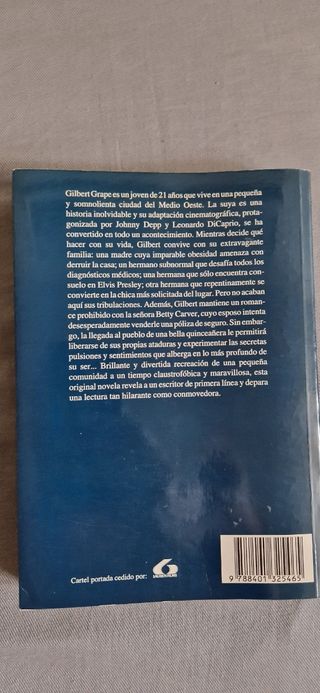 Gilbert Grape es un joven de 21 años que vive en una pequeña
y somnolienta ciudad del Medio Oeste. La suya es una
historia inolvidable y su adaptación cinematográfica, prota-
gonizada por Johnny Depp y Leonardo DiCaprio, se ha
convertido en todo un acontecimiento. Mientras decide qué
hacer con su vida, Gilbert convive con su extravagante
familia: una madre cuya imparable obesidad amenaza con
derruir la casa; un hermano subnormal que desafía todos los
diagnósticos médicos; una hermana que sólo encuentra con-
suelo en Elvis Presley; otra hermana que repentinamente se
convierte en la chica más solicitada del lugar. Pero no acaban
aquí sus tribulaciones. Además, Gilbert mantiene un roman-
ce prohibido con la señora Betty Carver, cuyo esposo intenta
desesperadamente venderle una póliza de seguro. Sin embar-
go, la llegada al pueblo de una bella quinceañera le permitirá
liberarse de sus propias ataduras y experimentar las secretas
pulsiones y sentimientos que alberga en lo más profundo de
su ser... Brillante y divertida recreación de una pequeña
comunidad a un tiempo claustrofóbica y maravillosa, esta
original novela revela a un escritor de primera línea y depara
una lectura tan hilarante como conmovedora.
Cartel portada cedido por:
9 788401 325465